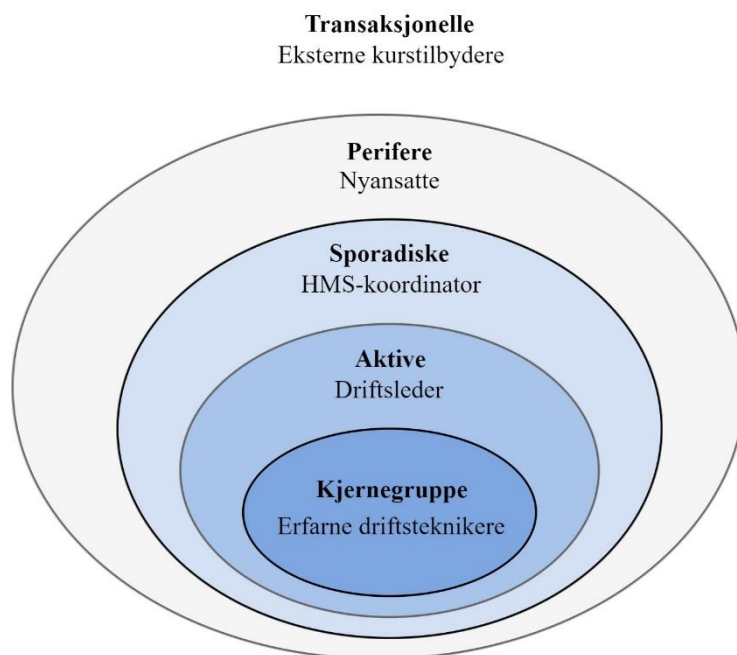 Transaksjonelle
Eksterne kurstilbydere
Perifere
Nyansatte
Sporadiske
HMS-koordinator
Aktive
Driftsleder
Kjernegruppe
Erfarne driftsteknikere